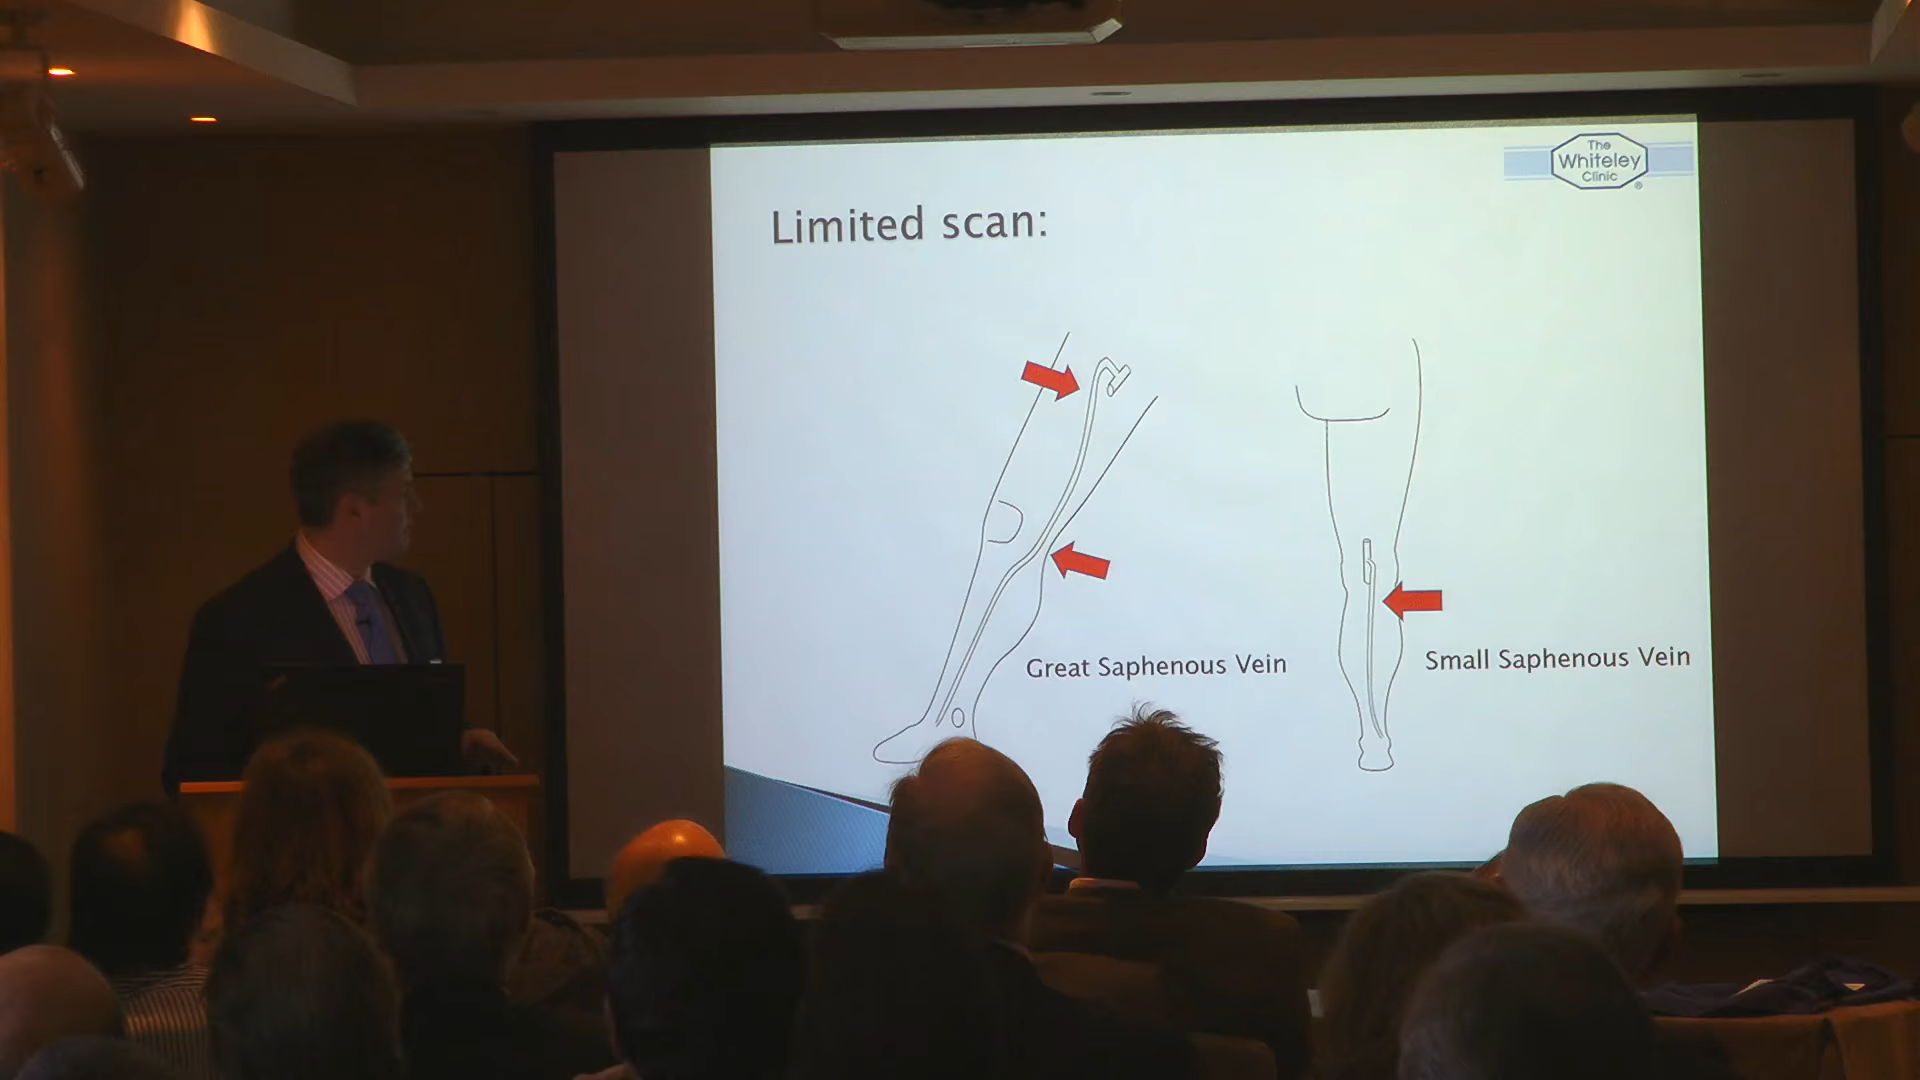 The
Whiteley
Clinic
®
Limited scan:
Great Saphenous Vein
Small Saphenous Vein